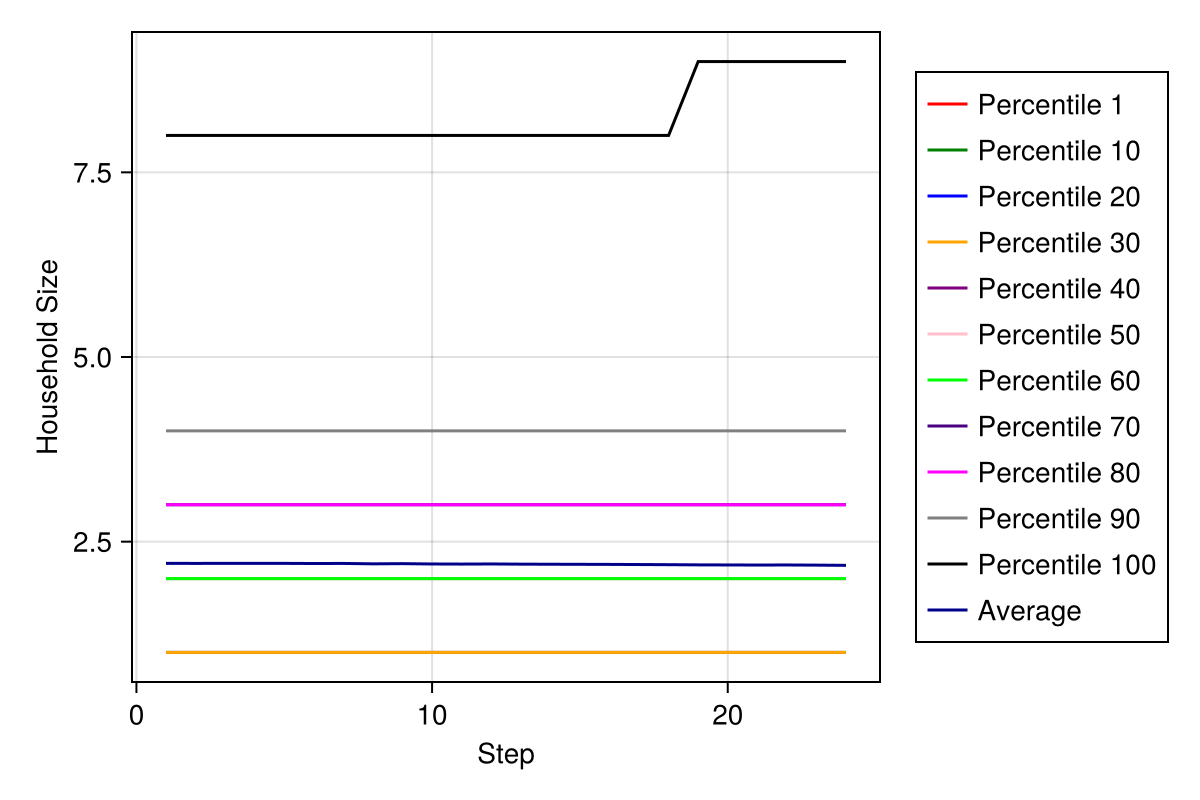 Household Size
7.5
5.0
2.5
0
10
20
Step
Percentile 1
Percentile 10
Percentile 20
Percentile 30
Percentile 40
Percentile 50
Percentile 60
Percentile 70
Percentile 80
Percentile 90
Percentile 100
Average